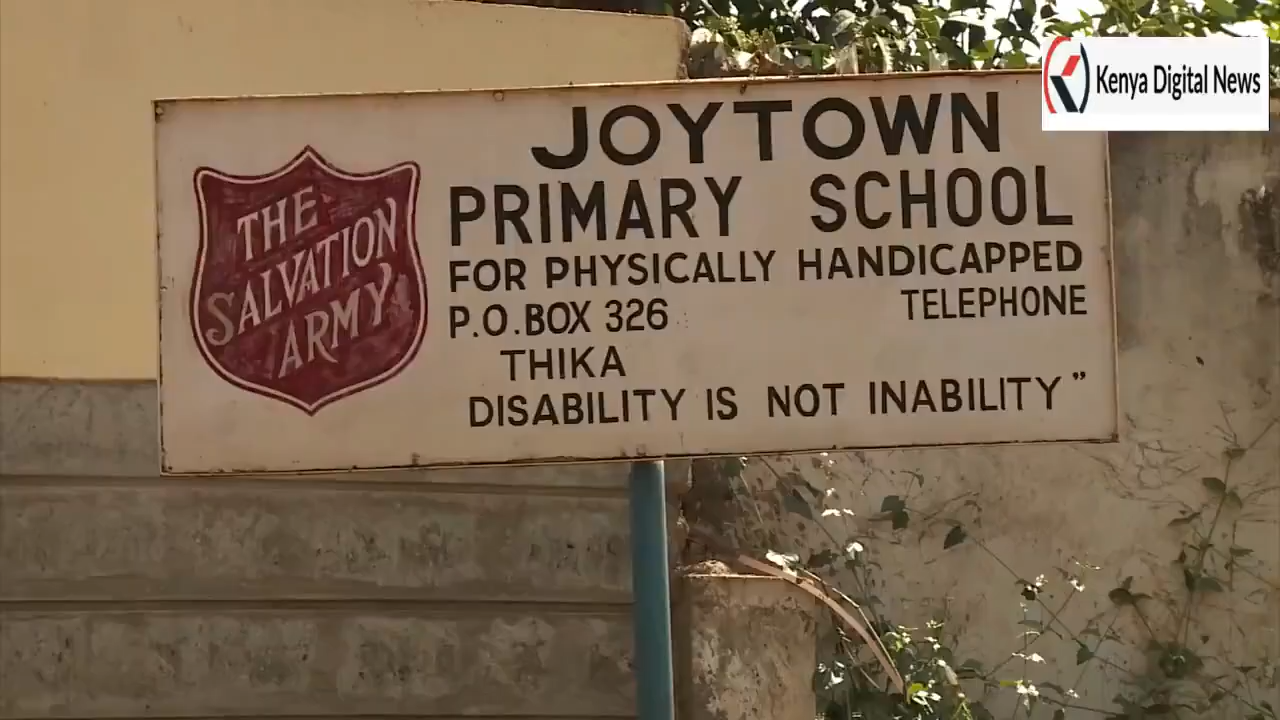 Kenya Digital News
JOYTOWN
PRIMARY SCHOOL
FOR PHYSICALLY HANDICAPPED
P.O.BOX 326 TELEPHONE
THIKA
DISABILITY IS NOT INABILITY”
THE
SALVATION
ARMY